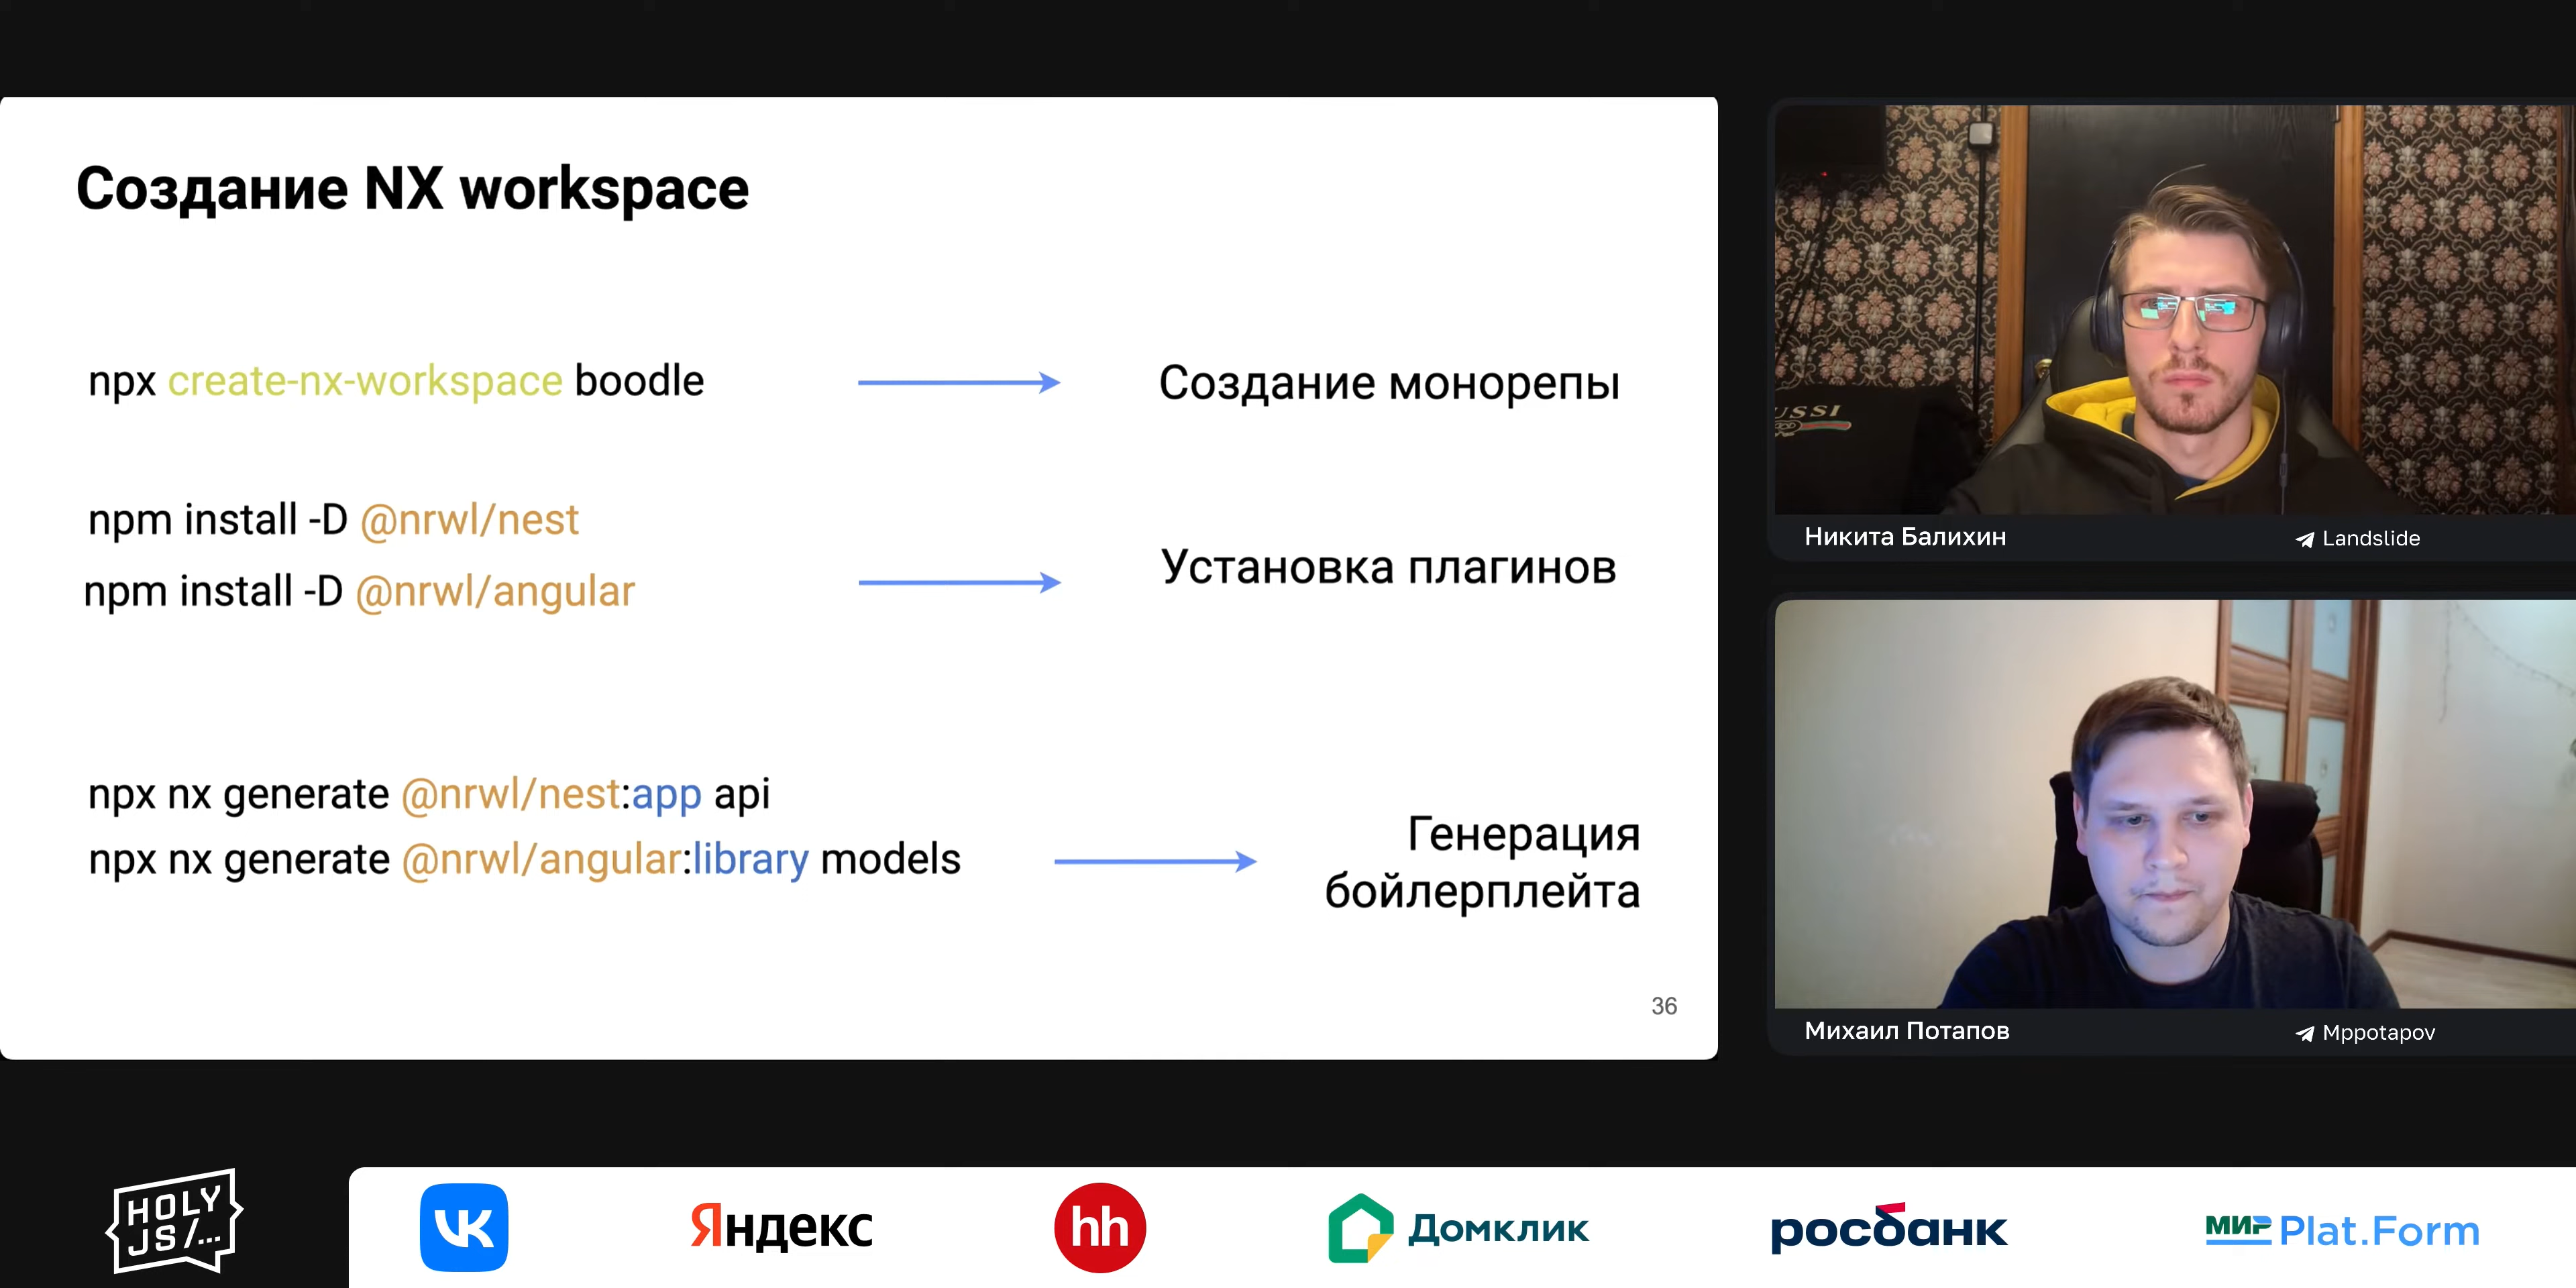 Создание NX workspace
npx create-nx-workspace boodle
Создание монорепы
npm install -D @nrwl/nest
npm install -D @nrwl/angular
Установка плагинов
npx nx generate @nrwl/nest:app api
npx nx generate @nrwl/angular:library models
Генерация
бойлерплейта
36
USSI
Никита Балихин
Landslide
Михаил Потапов
Mppotapov
HOLY
JS/...
VK
Яндекс
hh
Домклик
росбанк
МИР Plat.Form